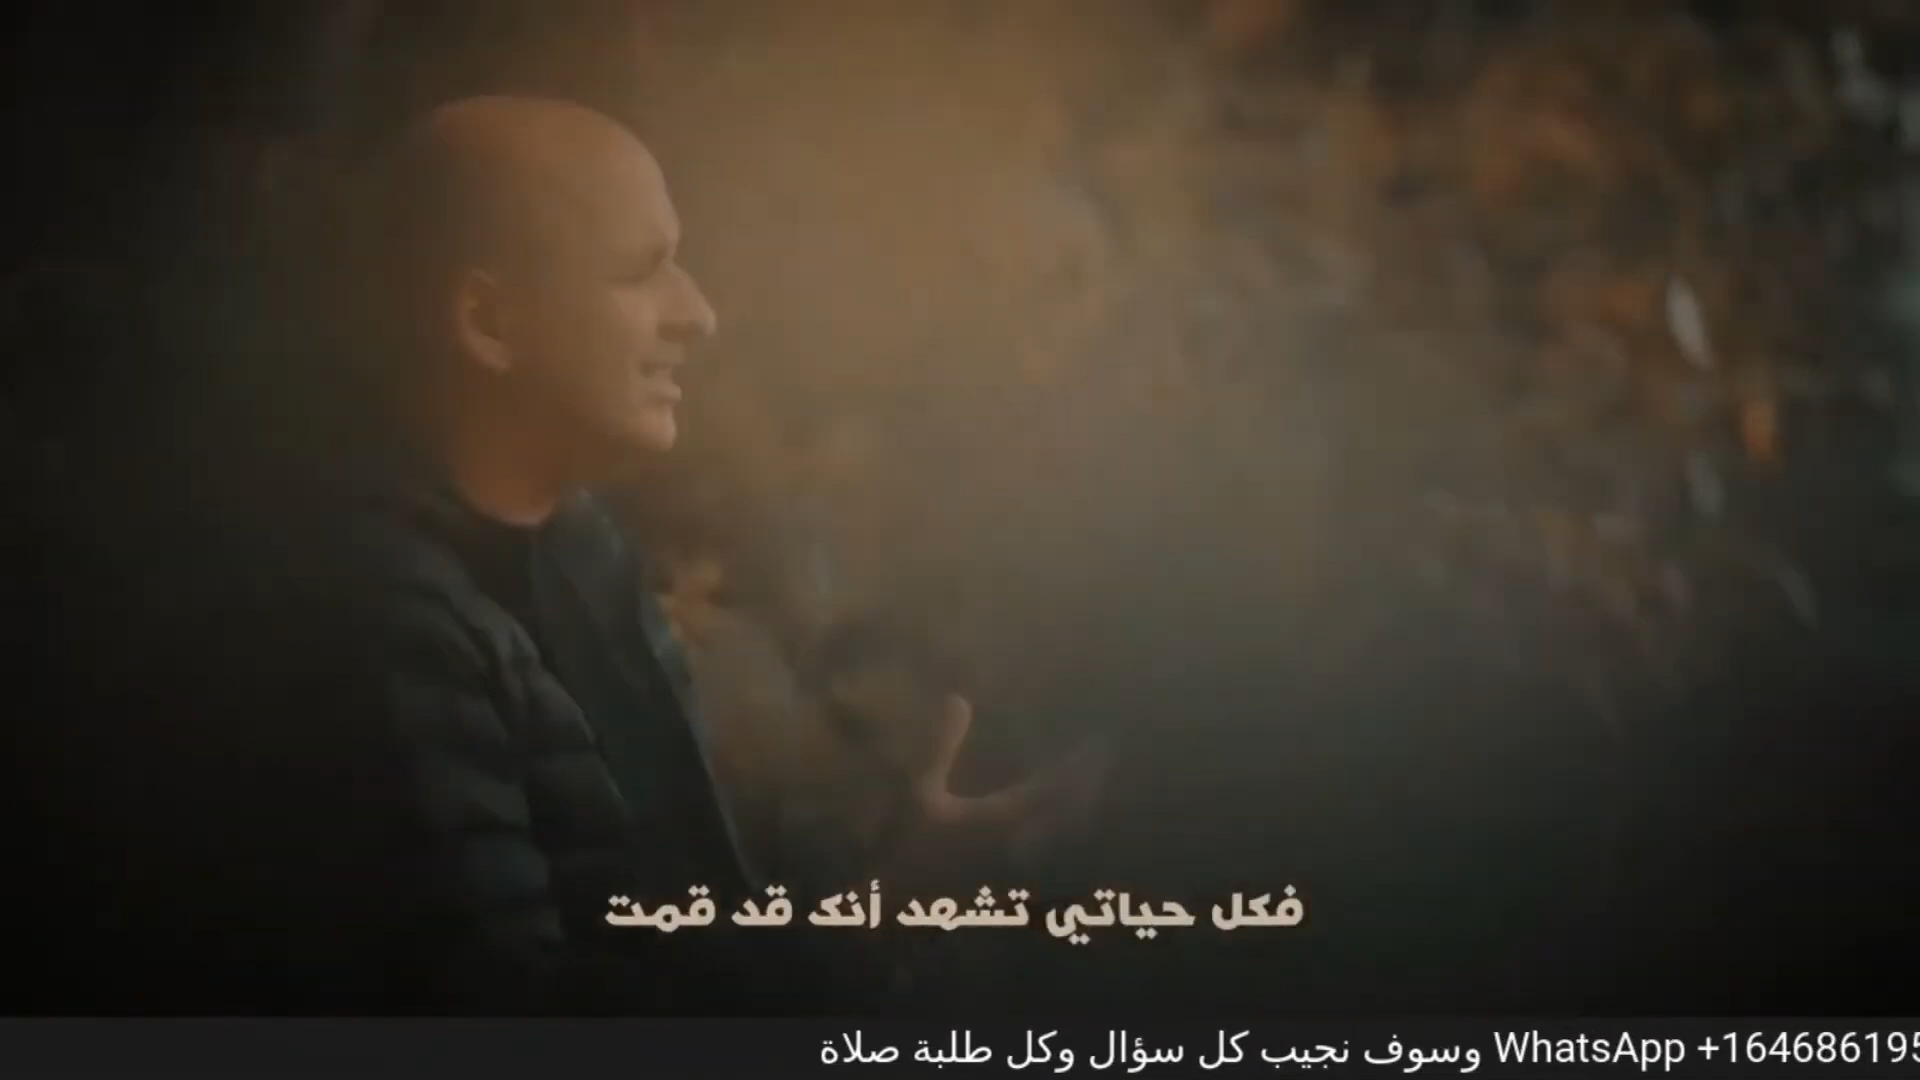 فكل حياتي تشهد أنك قد قمت
WhatsApp +164686195 وسوف نجيب كل سؤال وكل طلبة صلاة